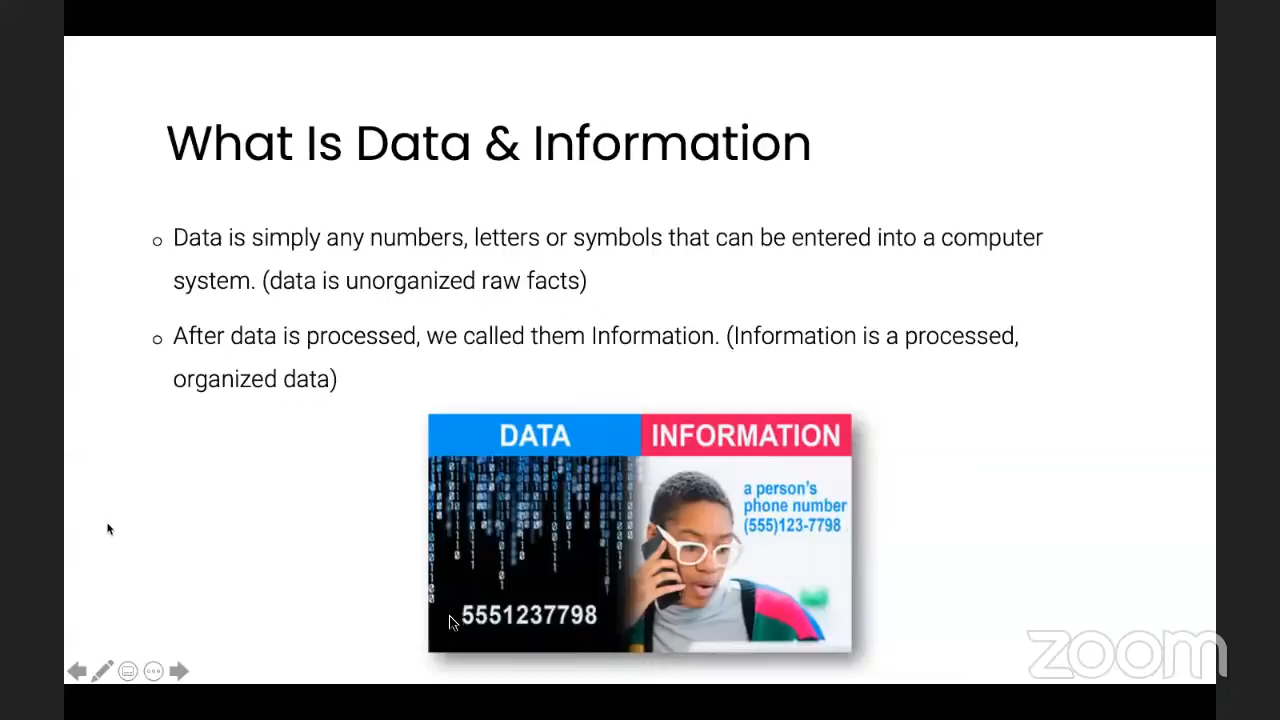 What Is Data & Information
Data is simply any numbers, letters or symbols that can be entered into a computer
system. (data is unorganized raw facts)
After data is processed, we called them Information. (Information is a processed,
organized data)
DATA
INFORMATION
a person's
phone number
(555)123-7798
5551237798
zoom